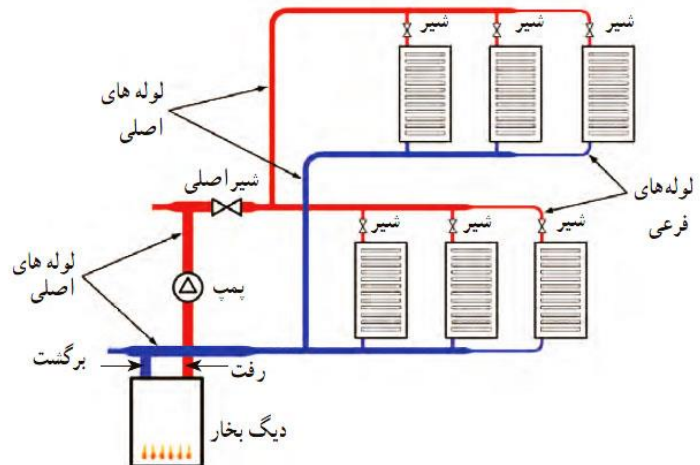 شیر
شیر
شیر
لوله های
اصلی
شیر اصلی
لوله‌های
فرعی
شیر
شیر
شیر
لوله های
اصلی
پمپ
برگشت
رفت
دیگ بخار